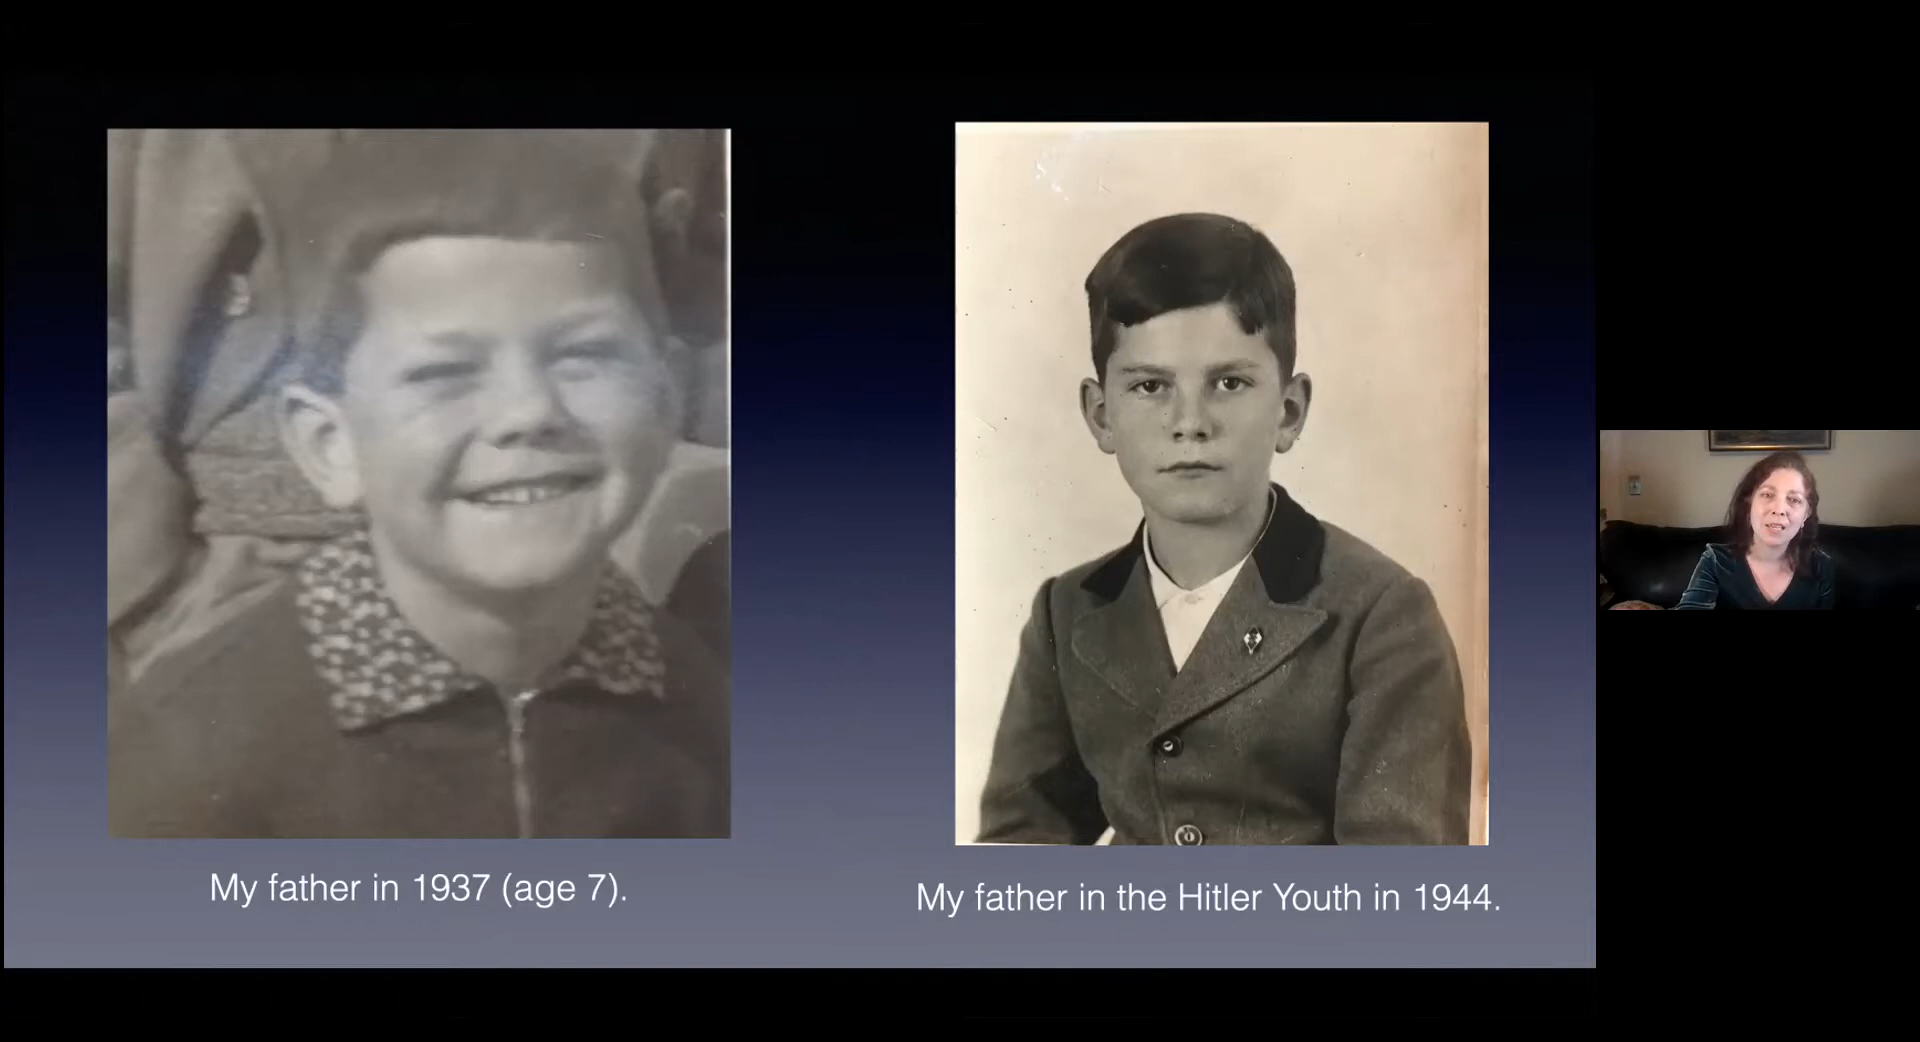 My father in 1937 (age 7).
My father in the Hitler Youth in 1944.